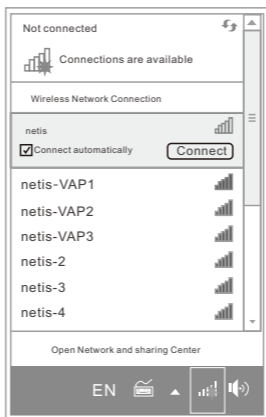 Not connected
Connections are available
Wireless Network Connection
netis
Connect automatically
Connect
netis-VAP1
netis-VAP2
netis-VAP3
netis-2
netis-3
netis-4
Open Network and sharing Center
EN